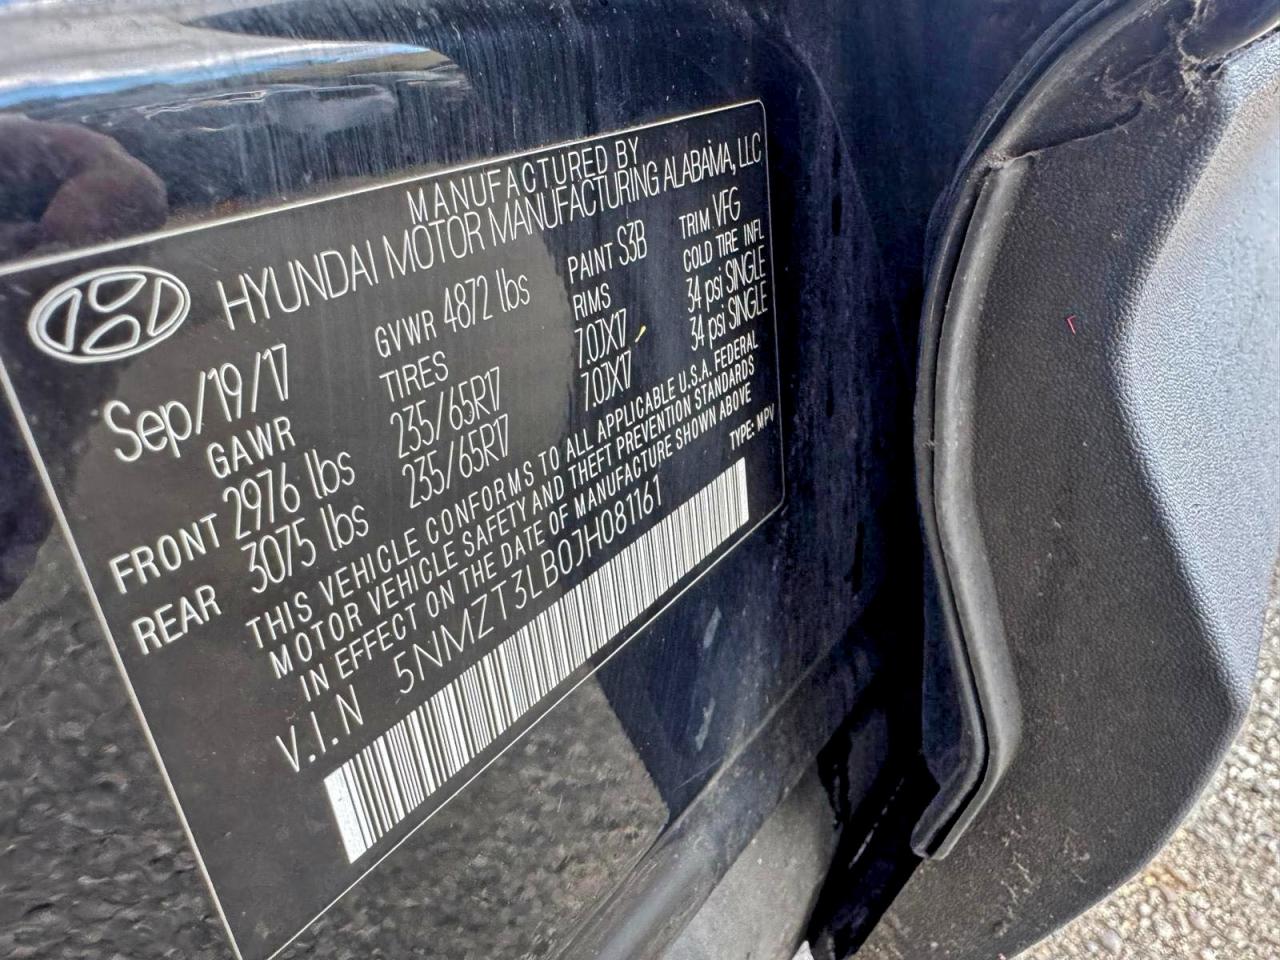 MANUFACTURED BY
HYUNDAI MOTOR MANUFACTURING ALABAMA, LLC
Sep/19/17 GVWR 4872 lbs PAINT S3B TRIM VFG
GAWR TIRES RIMS COLD TIRE INFL
FRONT 2976 lbs 235/65R17 7.0JX17 34 psi SINGLE
REAR 3075 lbs 235/65R17 7.0JX17 34 psi SINGLE
THIS VEHICLE CONFORMS TO ALL APPLICABLE U.S.A. FEDERAL
MOTOR VEHICLE SAFETY AND THEFT PREVENTION STANDARDS
IN EFFECT ON THE DATE OF MANUFACTURE SHOWN ABOVE
V.I.N 5NMZT3LB0JH081161 TYPE: MPV